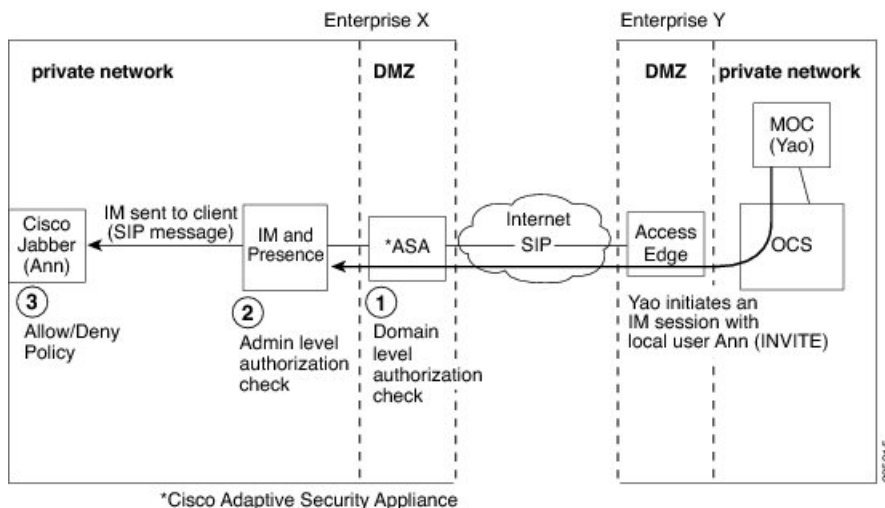 Enterprise X
Enterprise Y
private network
DMZ
DMZ
private network
MOC
(Yao)
Cisco
Jabber
(Ann)
IM sent to client
(SIP message)
IM and
Presence
*ASA
Internet
SIP
Access
Edge
OCS
3
Allow/Deny
Policy
2
Admin level
authorization
check
1
Domain
level
authorization
check
Yao initiates an
IM session with
local user Ann (INVITE)
*Cisco Adaptive Security Appliance